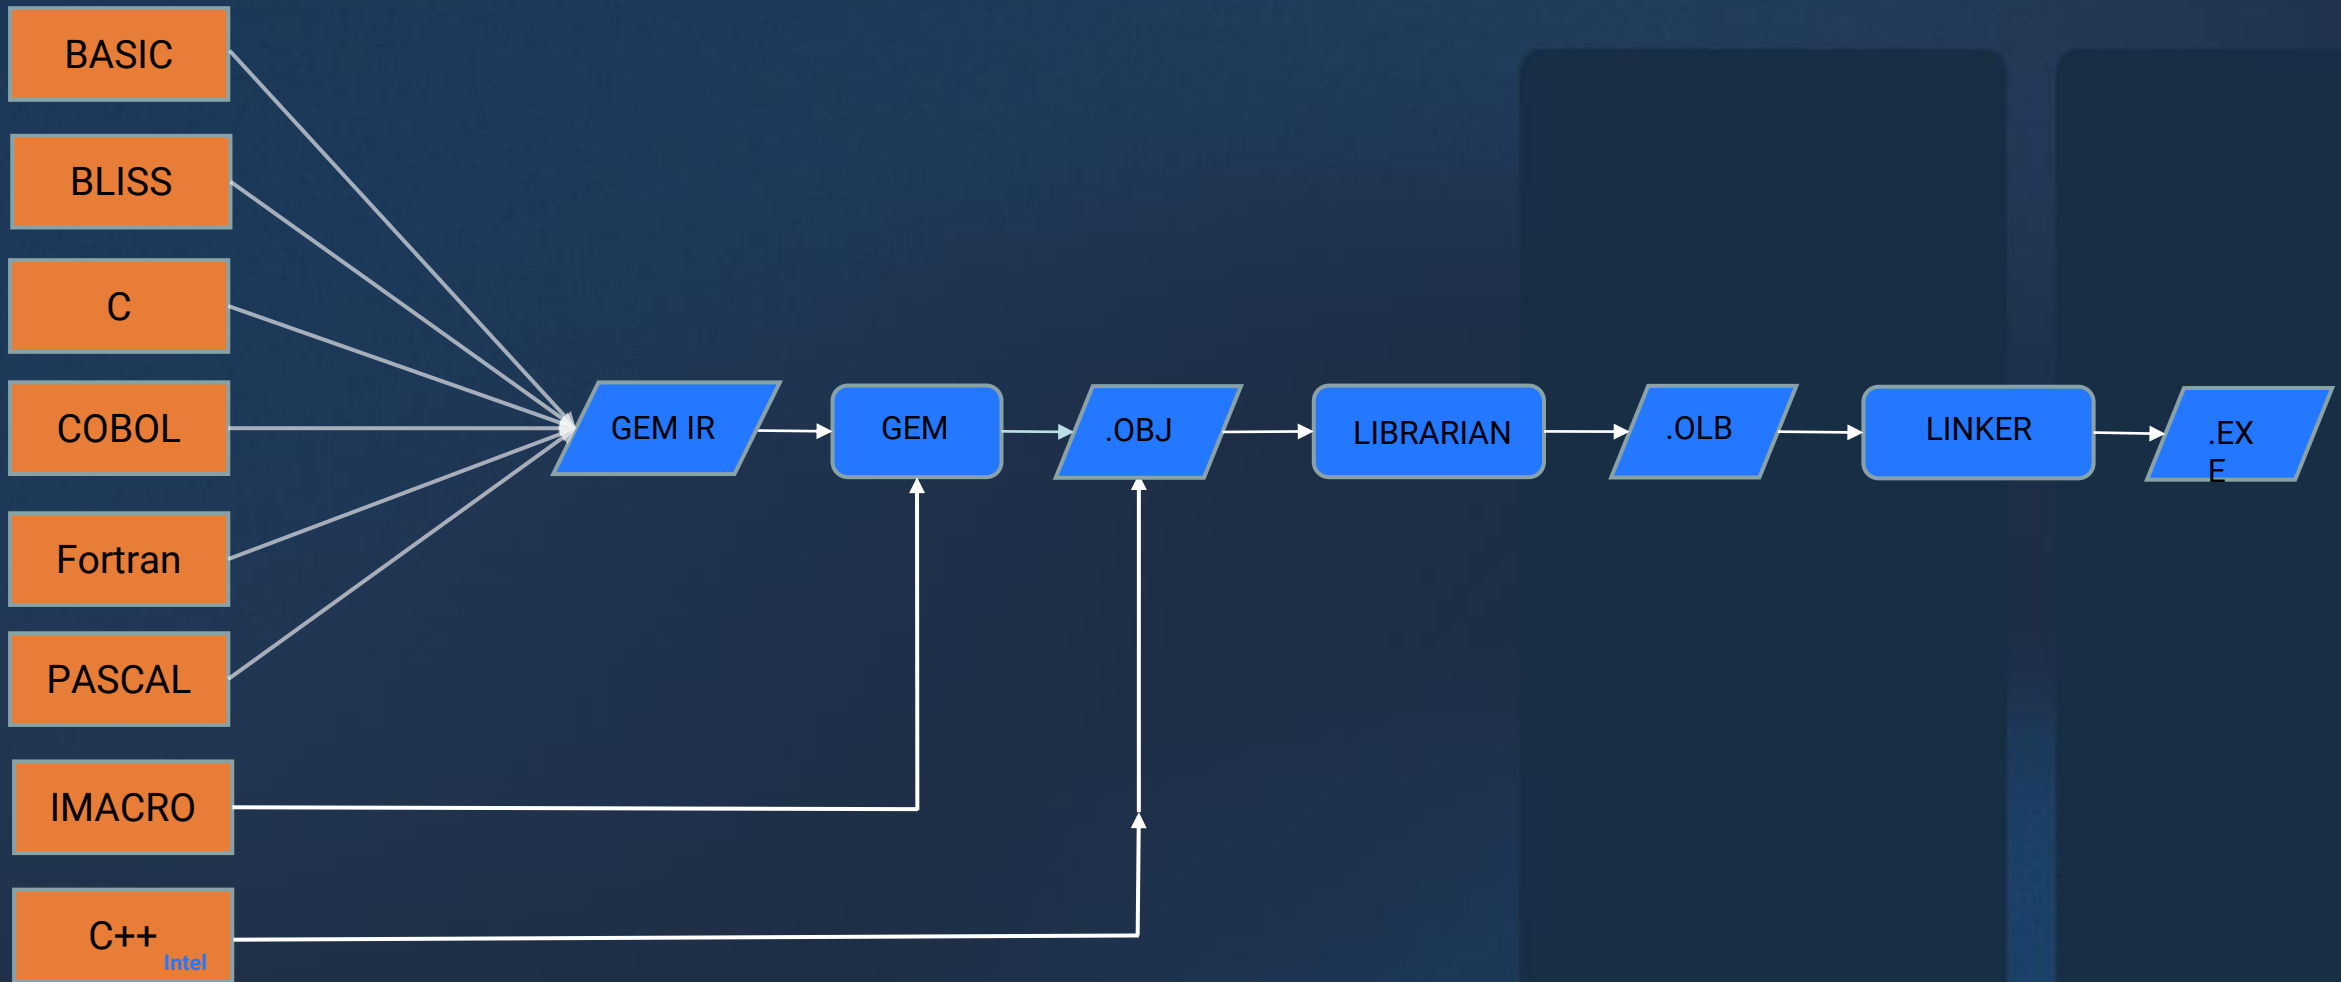 BASIC
BLISS
C
COBOL
Fortran
PASCAL
IMACRO
C++
Intel
GEM IR
GEM
.OBJ
LIBRARIAN
.OLB
LINKER
.EX
E